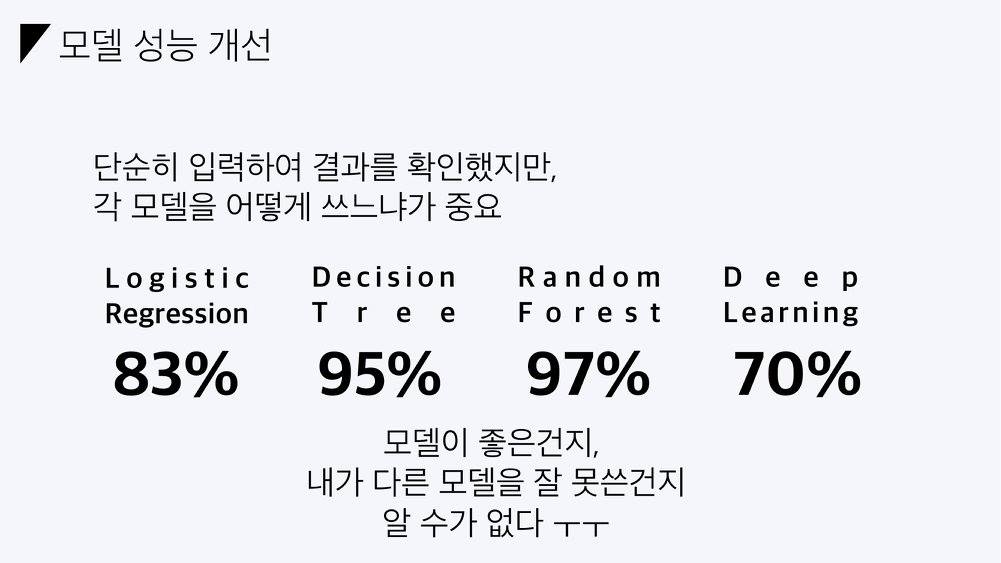 모델 성능 개선
단순히 입력하여 결과를 확인했지만,
각 모델을 어떻게 쓰느냐가 중요
Logistic Regression
83%
Decision Tree
95%
Random Forest
97%
Deep Learning
70%
모델이 좋은건지,
내가 다른 모델을 잘 못쓴건지
알 수가 없다 ㅜㅜ